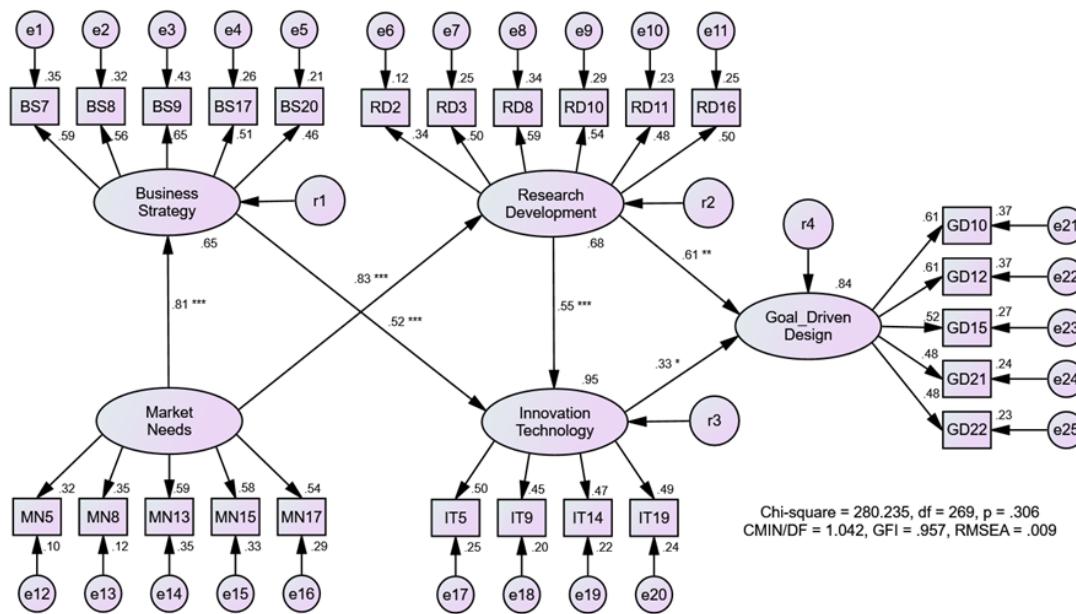 e1 e2 e3 e4 e5 e6 e7 e8 e9 e10 e11
.35 .32 .43 .26 .21 .12 .25 .34 .29 .23 .25
BS7 BS8 BS9 BS17 BS20 RD2 RD3 RD8 RD10 RD11 RD16
.59 .56 .65 .51 .46 .34 .50 .59 .54 .48 .50
Business
Strategy
.65
r1
Research
Development
.68
r2
r4
.81 ***
.83 ***
.52 ***
.55 ***
.61 **
.33 *
.84
Goal_Driven
Design
.61 GD10 .37 e21
.61 GD12 .37 e22
.52 GD15 .27 e23
.48 GD21 .24 e24
.48 GD22 .23 e25
Market
Needs
.95
Innovation
Technology
r3
.32 .35 .59 .58 .54 .50 .45 .47 .49
MN5 MN8 MN13 MN15 MN17 IT5 IT9 IT14 IT19
.10 .12 .35 .33 .29 .25 .20 .22 .24
e12 e13 e14 e15 e16 e17 e18 e19 e20
Chi-square = 280.235, df = 269, p = .306
CMIN/DF = 1.042, GFI = .957, RMSEA = .009